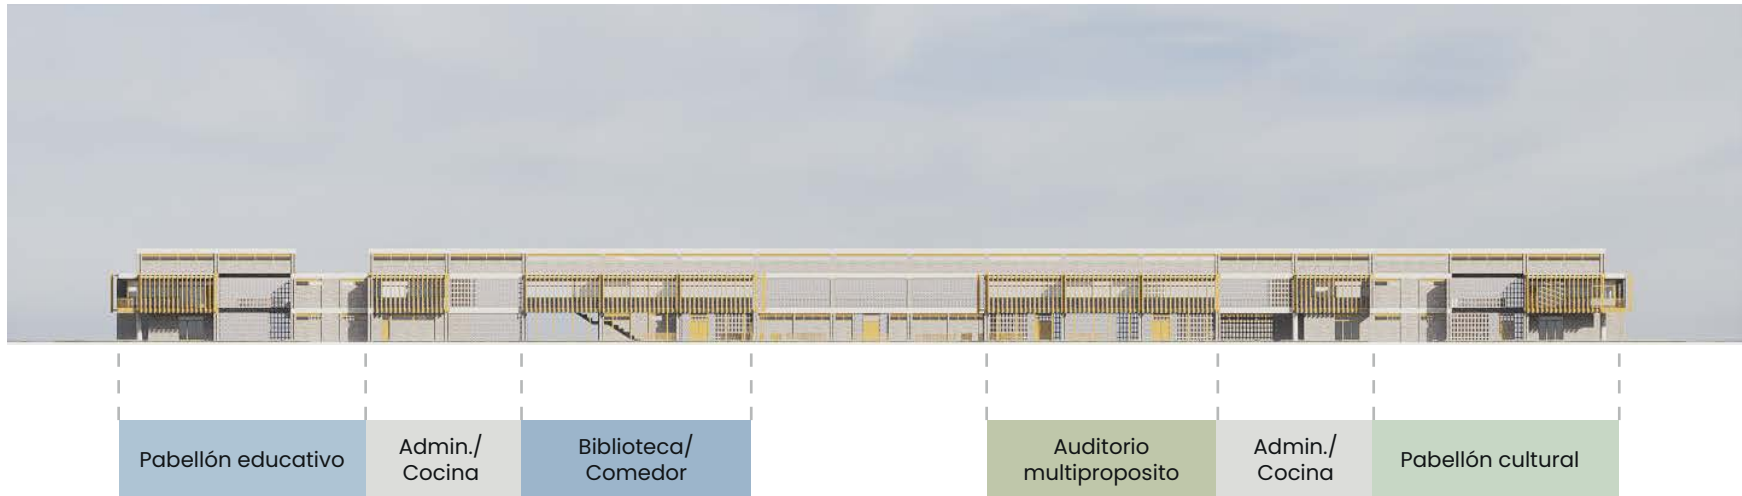 Pabellón educativo
Admin./
Cocina
Biblioteca/
Comedor
Auditorio
multiproposito
Admin./
Cocina
Pabellón cultural